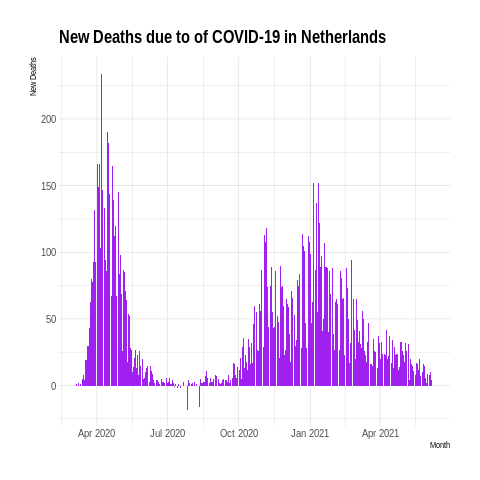 New Deaths due to of COVID-19 in Netherlands
New Deaths
200
150
100
50
0
Apr 2020 Jul 2020 Oct 2020 Jan 2021 Apr 2021
Month